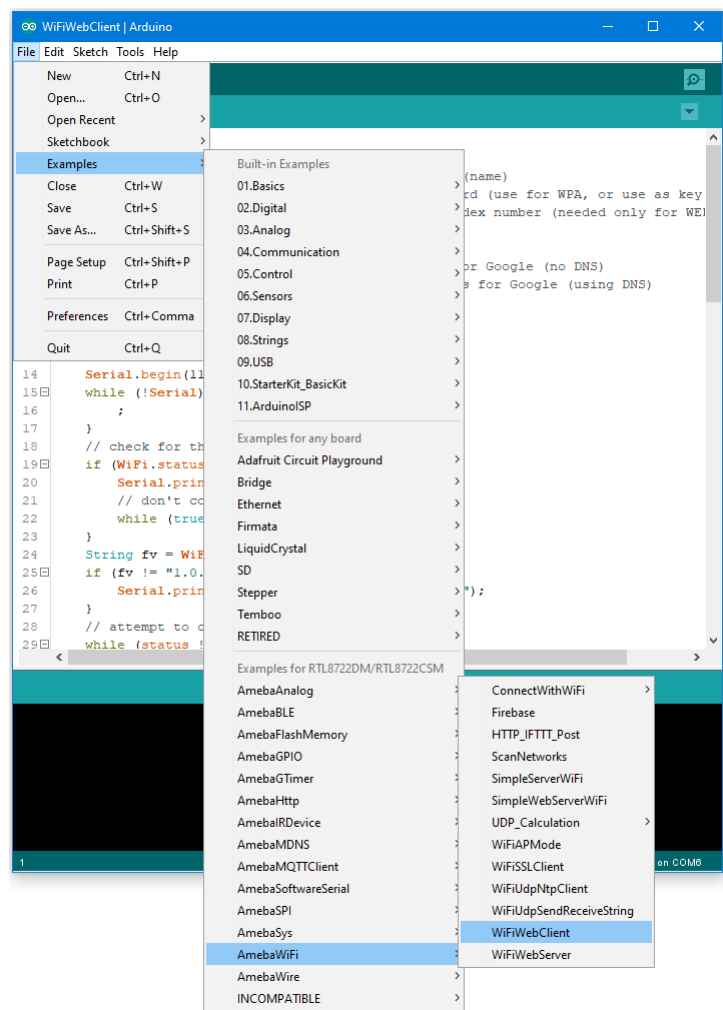 WiFiWebClient | Arduino
File Edit Sketch Tools Help
New Ctrl+N
Open... Ctrl+O
Open Recent
Sketchbook
Examples
Close Ctrl+W
Save Ctrl+S
Save As... Ctrl+Shift+S
Page Setup Ctrl+Shift+P
Print Ctrl+P
Preferences Ctrl+Comma
Quit Ctrl+Q
Built-in Examples
01.Basics
02.Digital
03.Analog
04.Communication
05.Control
06.Sensors
07.Display
08.Strings
09.USB
10.StarterKit_BasicKit
11.ArduinoISP
Examples for any board
Adafruit Circuit Playground
Bridge
Ethernet
Firmata
LiquidCrystal
SD
Stepper
Temboo
RETIRED
Examples for RTL8722DM/RTL8722CSM
AmebaAnalog
AmebaBLE
AmebaFlashMemory
AmebaGPIO
AmebaGTimer
AmebaHttp
AmebaIRDevice
AmebaMDNS
AmebaMQTTClient
AmebaSoftwareSerial
AmebaSPI
AmebaSys
AmebaWiFi
AmebaWire
INCOMPATIBLE
ConnectWithWiFi
Firebase
HTTP_IFTTT_Post
ScanNetworks
SimpleServerWiFi
SimpleWebServerWiFi
UDP_Calculation
WiFiAPMode
WiFiSSLClient
WiFiUdpNtpClient
WiFiUdpSendReceiveString
WiFiWebClient
WiFiWebServer
(name)
rd (use for WPA, or use as key
dex number (needed only for WE
or Google (no DNS)
s for Google (using DNS)
14 Serial.begin(11
15 while (!Serial)
16 ;
17 }
18 // check for th
19 if (WiFi.status
20 Serial.prin
21 // don't co
22 while (true
23 }
24 String fv = WiF
25 if (fv != "1.0.
26 Serial.prin ");
27 }
28 // attempt to c
29 while (status !
1 on COM6